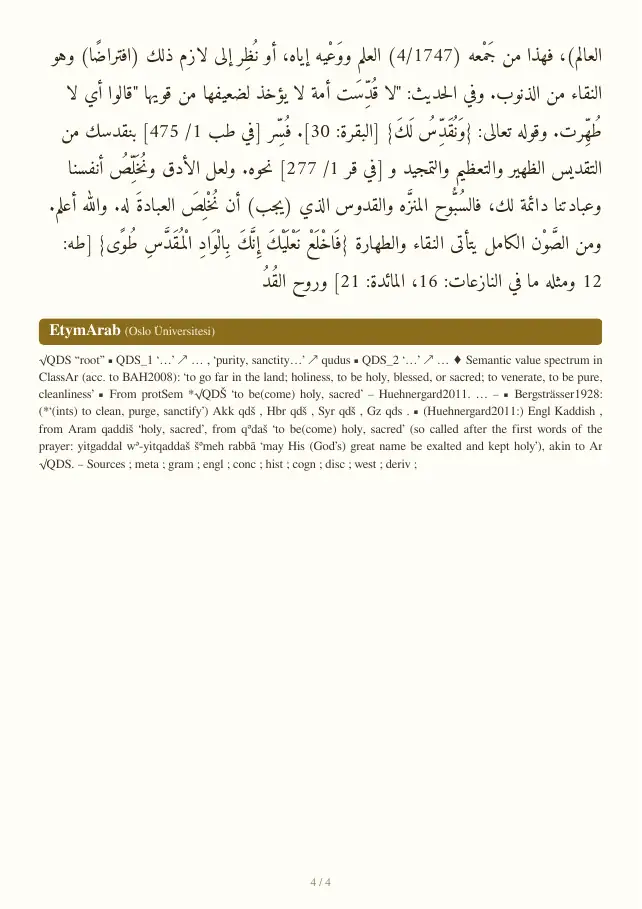 العالم)، فهذا من جَمْعه (4/1747) العلم ووَعْيه إياه، أو نُظِر إلى لازم ذلك (افتراضًا) وهو
النقاء من الذنوب. وفي الحديث: "لا قُدِّسَت أمة لا يؤخذ لضعيفها من قويها "قالوا أي لا
طُهِّرت. وقوله تعالى: {وَنُقَدِّسُ لَكَ} [البقرة: 30]. فُسِّر [في طب 1/ 475] بنقدسك من
التقديس الظهير والتعظيم والتمجيد و [في قر 1/ 277] نحوه. ولعل الأدق ونُخَلِّصُ أنفسنا
وعبادتنا دائمة لك، فالسُبُّوح المنزَّه والقدوس الذي (يجب) أن نُخْلِصَ العبادةَ له. والله أعلم.
ومن الصَّوْن الكامل يتأتى النقاء والطهارة {فَاخْلَعْ نَعْلَيْكَ إِنَّكَ بِالْوَادِ الْمُقَدَّسِ طُوًى} [طه:
12 ومثله ما في النازعات: 16، المائدة: 21] وروح القُدُ
EtymArab (Oslo Üniversitesi)
√QDS “root” ▪ QDS_1 ‘…’ ↗ … , ‘purity, sanctity…’ ↗ qudus ▪ QDS_2 ‘…’ ↗ … ♦ Semantic value spectrum in
ClassAr (acc. to BAH2008): ‘to go far in the land; holiness, to be holy, blessed, or sacred; to venerate, to be pure,
cleanliness’ ▪ From protSem *√QDŠ ‘to be(come) holy, sacred’ – Huehnergard2011. … – ▪ Bergsträsser1928:
(*‘(ints) to clean, purge, sanctify’) Akk qdš , Hbr qdš , Syr qdš , Gz qds . ▪ (Huehnergard2011:) Engl Kaddish ,
from Aram qaddiš ‘holy, sacred’, from qᵊdaš ‘to be(come) holy, sacred’ (so called after the first words of the
prayer: yitgaddal wᵊ-yitqaddaš šᵊmeh rabbā ‘may His (God’s) great name be exalted and kept holy’), akin to Ar
√QDS. – Sources ; meta ; gram ; engl ; conc ; hist ; cogn ; disc ; west ; deriv ;
4 / 4